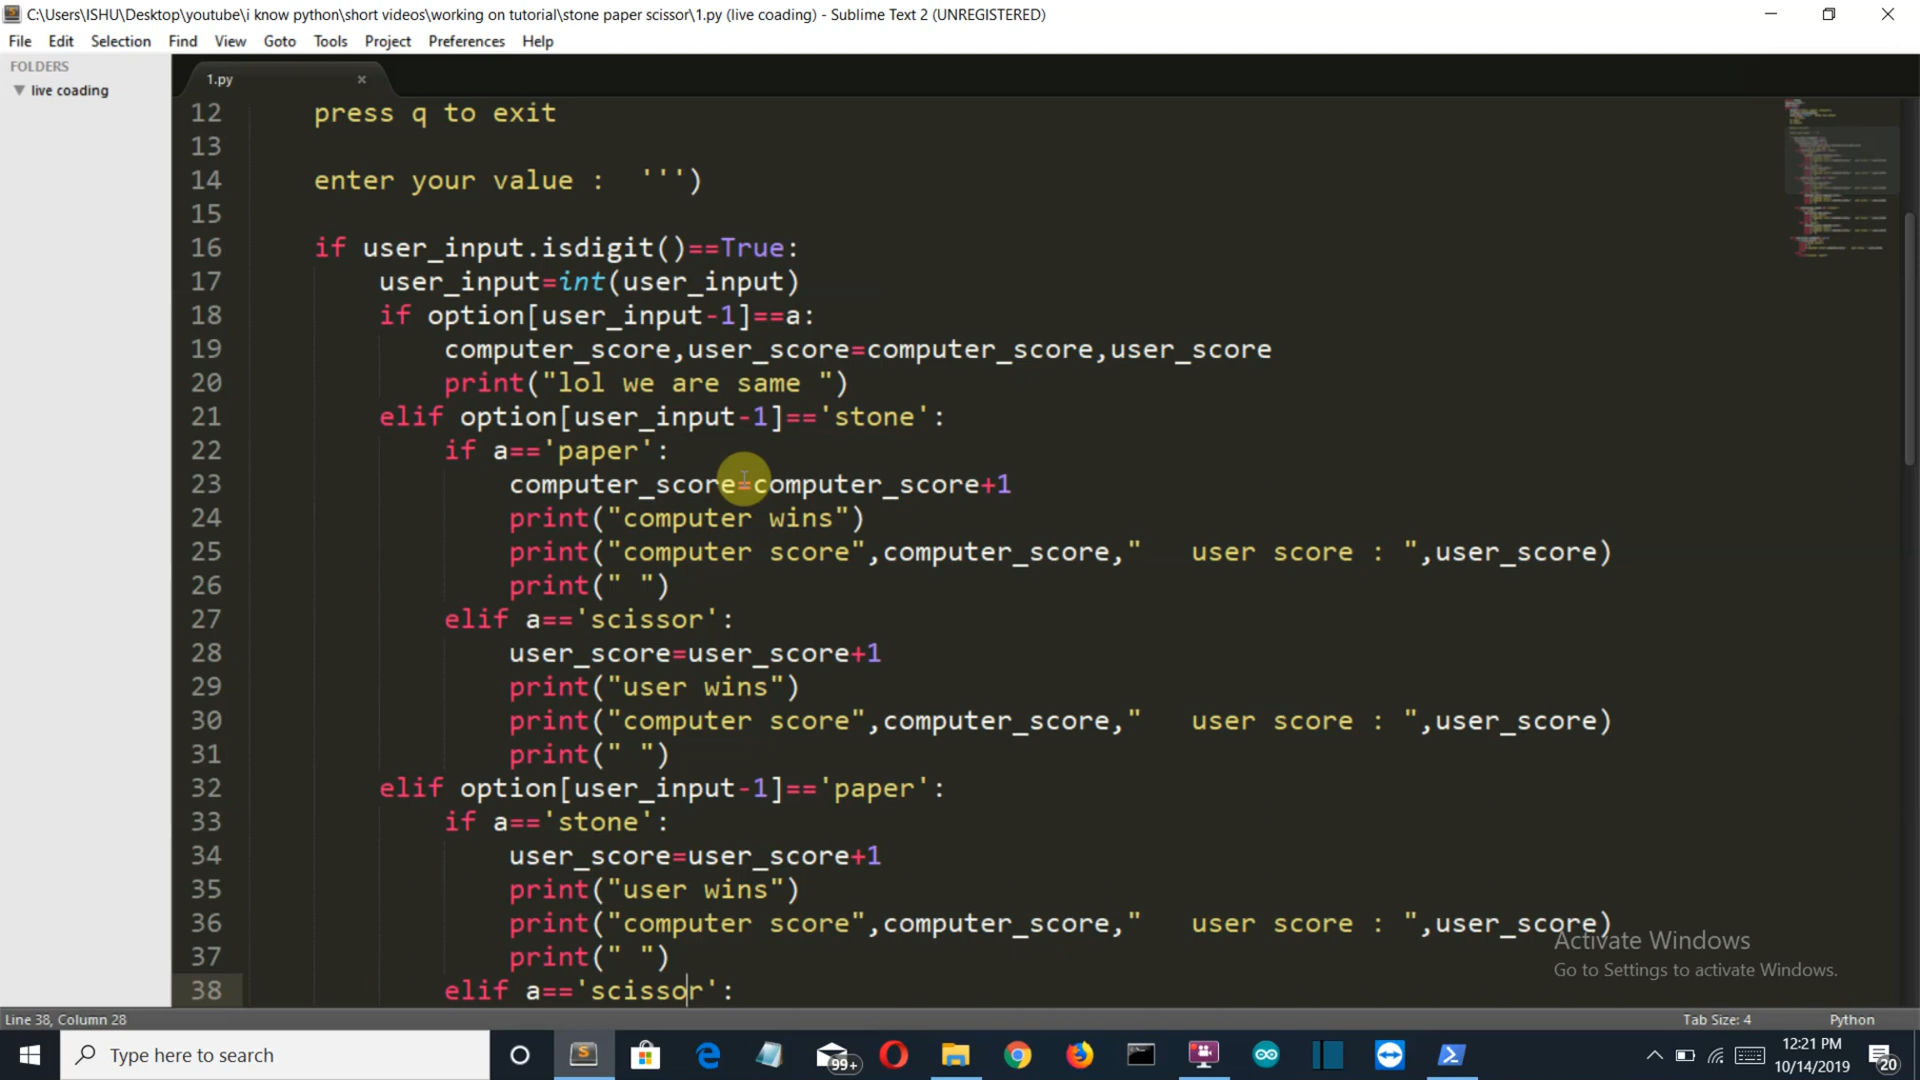 C:\Users\ISHU\Desktop\youtube\i know python\short videos\working on tutorial\stone paper scissor\1.py (live coading) - Sublime Text 2 (UNREGISTERED)
File Edit Selection Find View Goto Tools Project Preferences Help
FOLDERS
live coading
1.py
12 press q to exit
13
14 enter your value :  ''')
15
16 if user_input.isdigit()==True:
17 user_input=int(user_input)
18 if option[user_input-1]==a:
19 computer_score,user_score=computer_score,user_score
20 print("lol we are same ")
21 elif option[user_input-1]=='stone':
22 if a=='paper':
23 computer_score=computer_score+1
24 print("computer wins")
25 print("computer score",computer_score,"   user score : ",user_score)
26 print(" ")
27 elif a=='scissor':
28 user_score=user_score+1
29 print("user wins")
30 print("computer score",computer_score,"   user score : ",user_score)
31 print(" ")
32 elif option[user_input-1]=='paper':
33 if a=='stone':
34 user_score=user_score+1
35 print("user wins")
36 print("computer score",computer_score,"   user score : ",user_score)
37 print(" ")
38 elif a=='scissor':
Activate Windows
Go to Settings to activate Windows.
Line 38, Column 28
Tab Size: 4
Python
Type here to search
99+
12:21 PM
10/14/2019
20